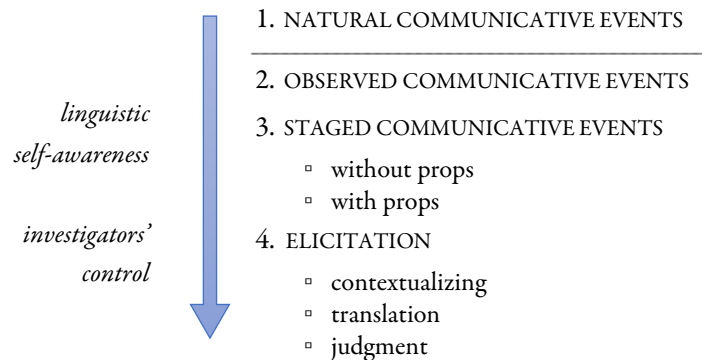 1. NATURAL COMMUNICATIVE EVENTS
2. OBSERVED COMMUNICATIVE EVENTS
linguistic
self-awareness
3. STAGED COMMUNICATIVE EVENTS
▫ without props
▫ with props
investigators’
control
4. ELICITATION
▫ contextualizing
▫ translation
▫ judgment